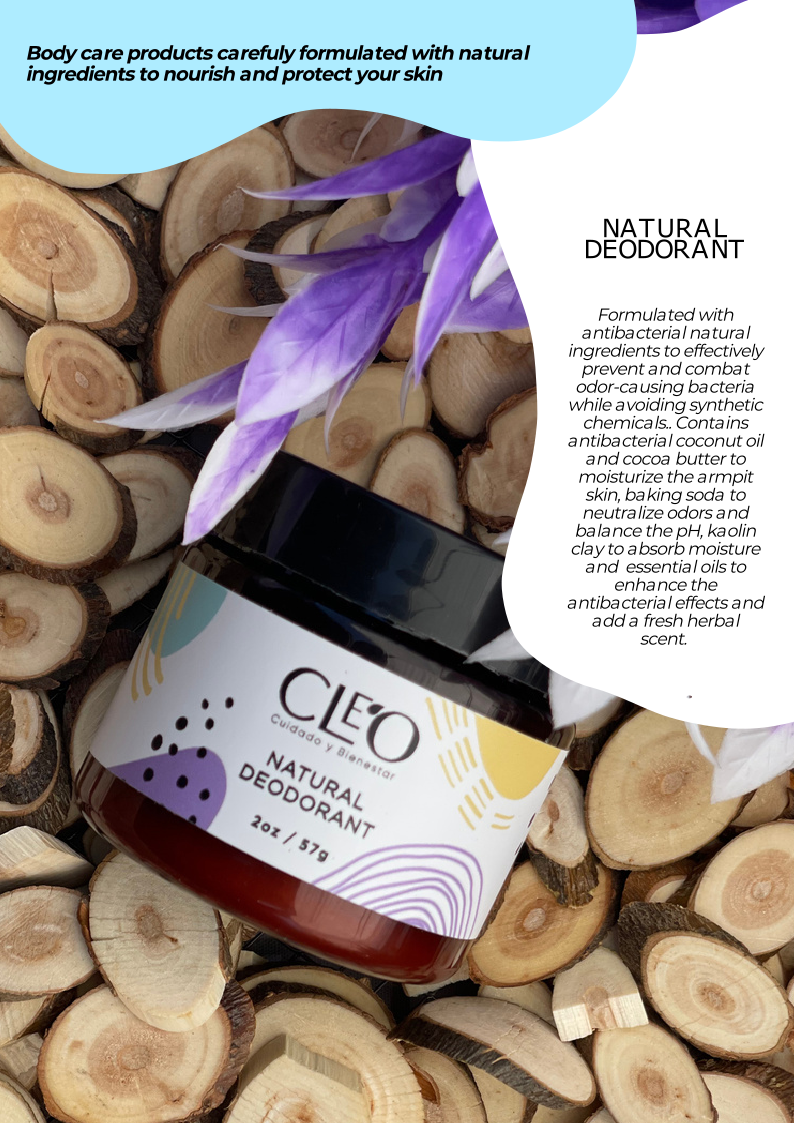 Body care products carefuly formulated with natural
ingredients to nourish and protect your skin
NATURAL
DEODORANT
Formulated with
antibacterial natural
ingredients to effectively
prevent and combat
odor-causing bacteria
while avoiding synthetic
chemicals.. Contains
antibacterial coconut oil
and cocoa butter to
moisturize the armpit
skin, baking soda to
neutralize odors and
balance the pH, kaolin
clay to absorb moisture
and essential oils to
enhance the
antibacterial effects and
add a fresh herbal
scent.
CLEO
Cuidado y Bienestar
NATURAL
DEODORANT
2oz / 57g